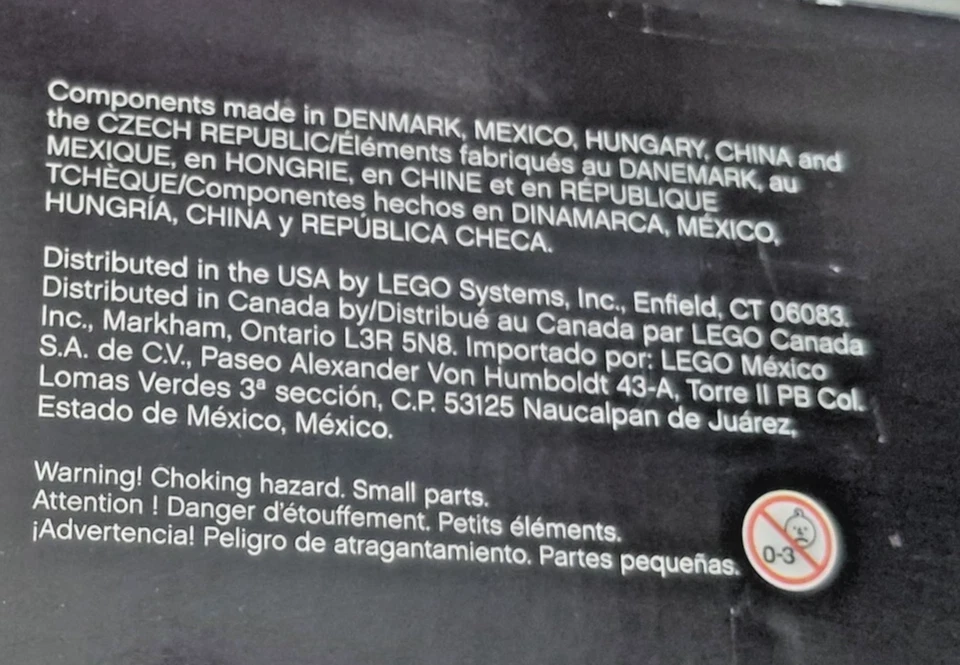 Components made in DENMARK, MEXICO, HUNGARY, CHINA and
the CZECH REPUBLIC/Éléments fabriqués au DANEMARK, au
MEXIQUE, en HONGRIE, en CHINE et en RÉPUBLIQUE
TCHÈQUE/Componentes hechos en DINAMARCA, MÉXICO,
HUNGRÍA, CHINA y REPÚBLICA CHECA.
Distributed in the USA by LEGO Systems, Inc., Enfield, CT 06083.
Distributed in Canada by/Distribué au Canada par LEGO Canada
Inc., Markham, Ontario L3R 5N8. Importado por: LEGO México
S.A. de C.V., Paseo Alexander Von Humboldt 43-A, Torre II PB Col.
Lomas Verdes 3ª sección, C.P. 53125 Naucalpan de Juárez,
Estado de México, México.
Warning! Choking hazard. Small parts.
Attention ! Danger d'étouffement. Petits éléments.
¡Advertencia! Peligro de atragantamiento. Partes pequeñas.
0-3